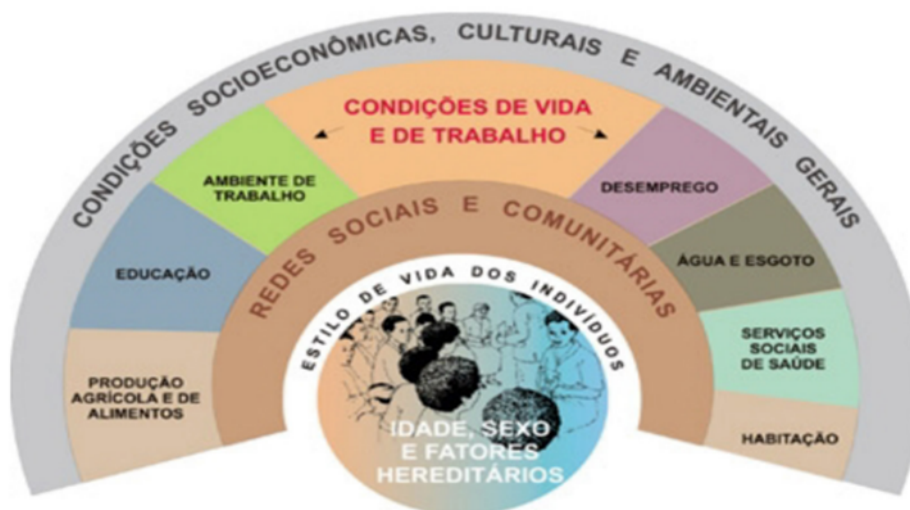 CONDIÇÕES SOCIOECONÔMICAS, CULTURAIS E AMBIENTAIS GERAIS
CONDIÇÕES DE VIDA
E DE TRABALHO
AMBIENTE DE
TRABALHO
DESEMPREGO
EDUCAÇÃO
ÁGUA E ESGOTO
PRODUÇÃO
AGRÍCOLA E DE
ALIMENTOS
SERVIÇOS
SOCIAIS
DE SAÚDE
HABITAÇÃO
REDES SOCIAIS E COMUNITÁRIAS
ESTILO DE VIDA DOS INDIVÍDUOS
IDADE, SEXO
E FATORES
HEREDITÁRIOS